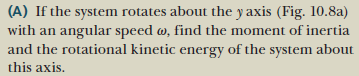 (A) If the system rotates about the y axis (Fig. 10.8a)
with an angular speed ω, find the moment of inertia
and the rotational kinetic energy of the system about
this axis.